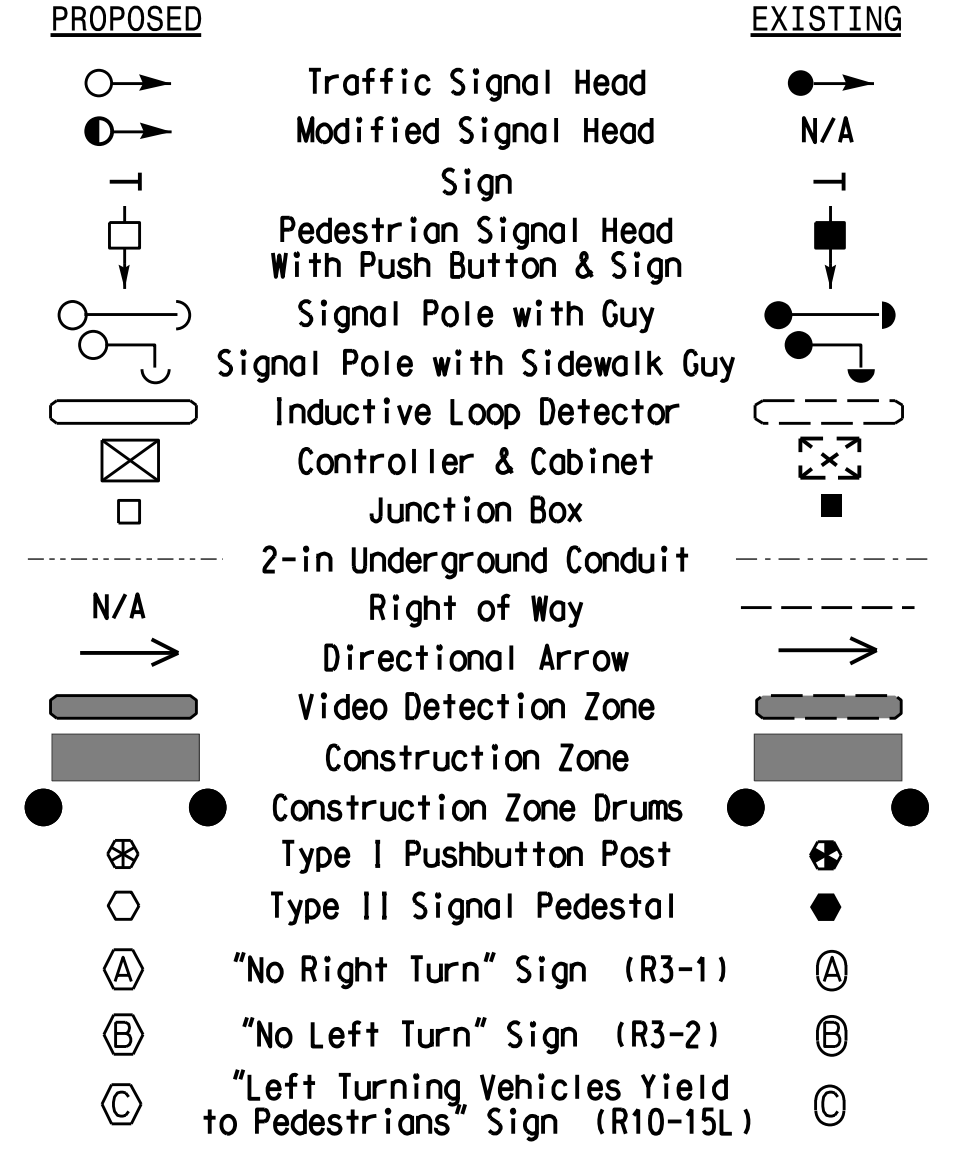 PROPOSED EXISTING
Traffic Signal Head
Modified Signal Head N/A
Sign
Pedestrian Signal Head
With Push Button & Sign
Signal Pole with Guy
Signal Pole with Sidewalk Guy
Inductive Loop Detector
Controller & Cabinet
Junction Box
2-in Underground Conduit
N/A Right of Way
Directional Arrow
Video Detection Zone
Construction Zone
Construction Zone Drums
Type I Pushbutton Post
Type II Signal Pedestal
A "No Right Turn" Sign (R3-1) A
B "No Left Turn" Sign (R3-2) B
"Left Turning Vehicles Yield
C to Pedestrians" Sign (R10-15L) C